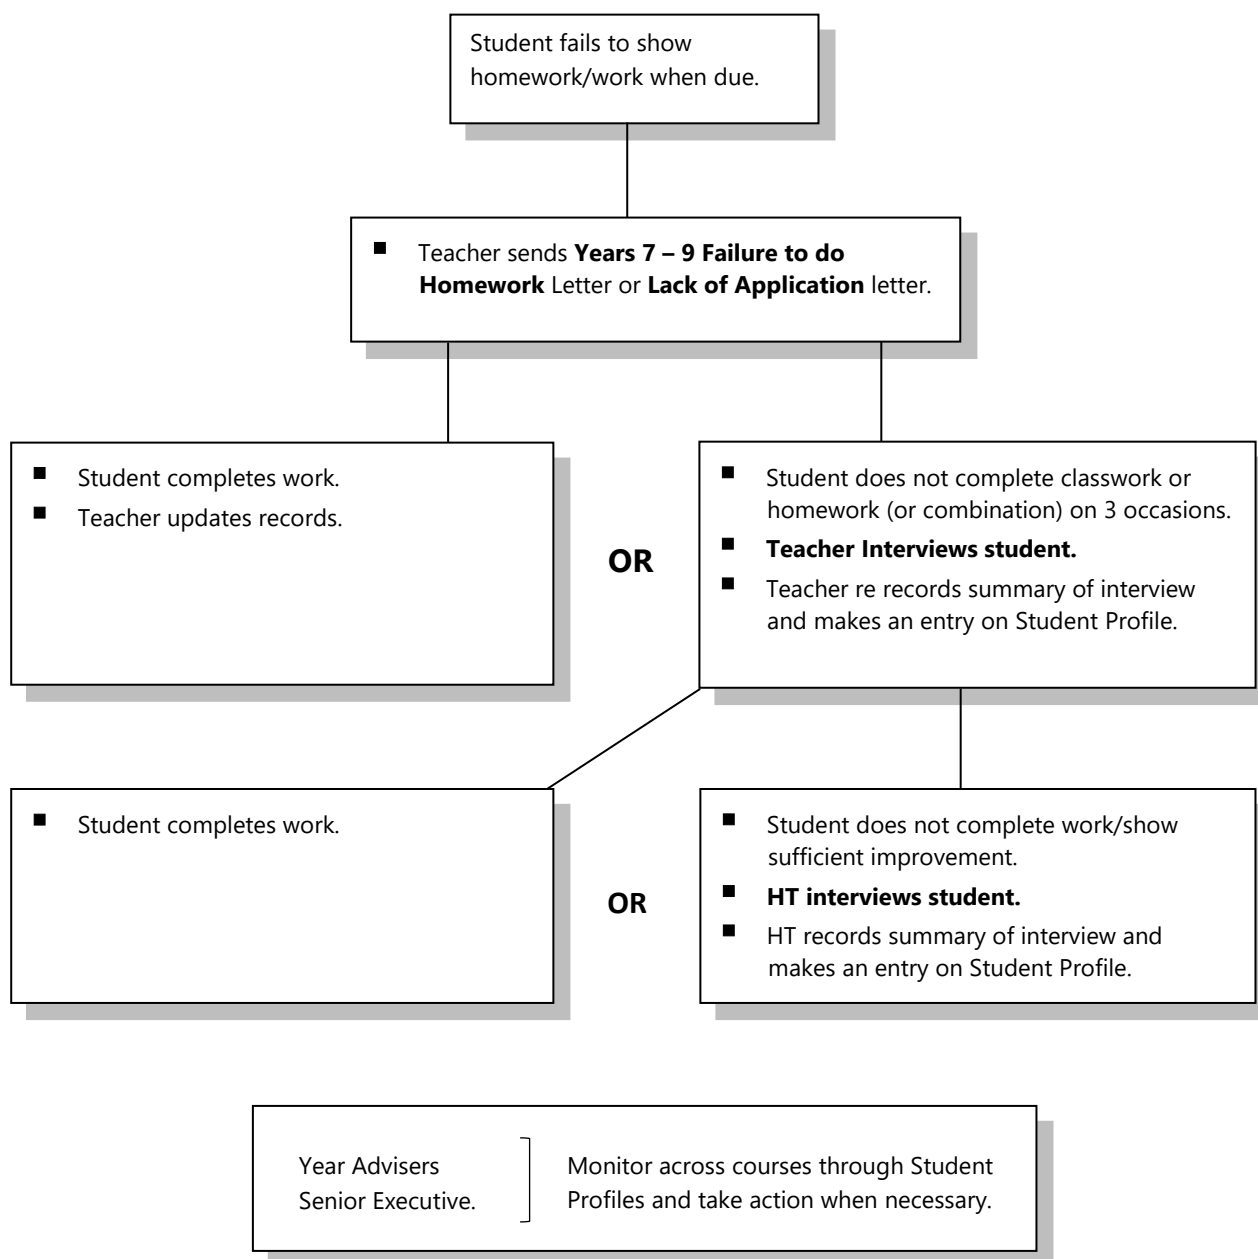 Student fails to show
homework/work when due.
■ Teacher sends Years 7 – 9 Failure to do
Homework Letter or Lack of Application letter.
■ Student completes work.
■ Teacher updates records.
OR
■ Student does not complete classwork or
homework (or combination) on 3 occasions.
■ Teacher Interviews student.
■ Teacher re records summary of interview
and makes an entry on Student Profile.
■ Student completes work.
OR
■ Student does not complete work/show
sufficient improvement.
■ HT interviews student.
■ HT records summary of interview and
makes an entry on Student Profile.
Year Advisers
Senior Executive.
Monitor across courses through Student
Profiles and take action when necessary.